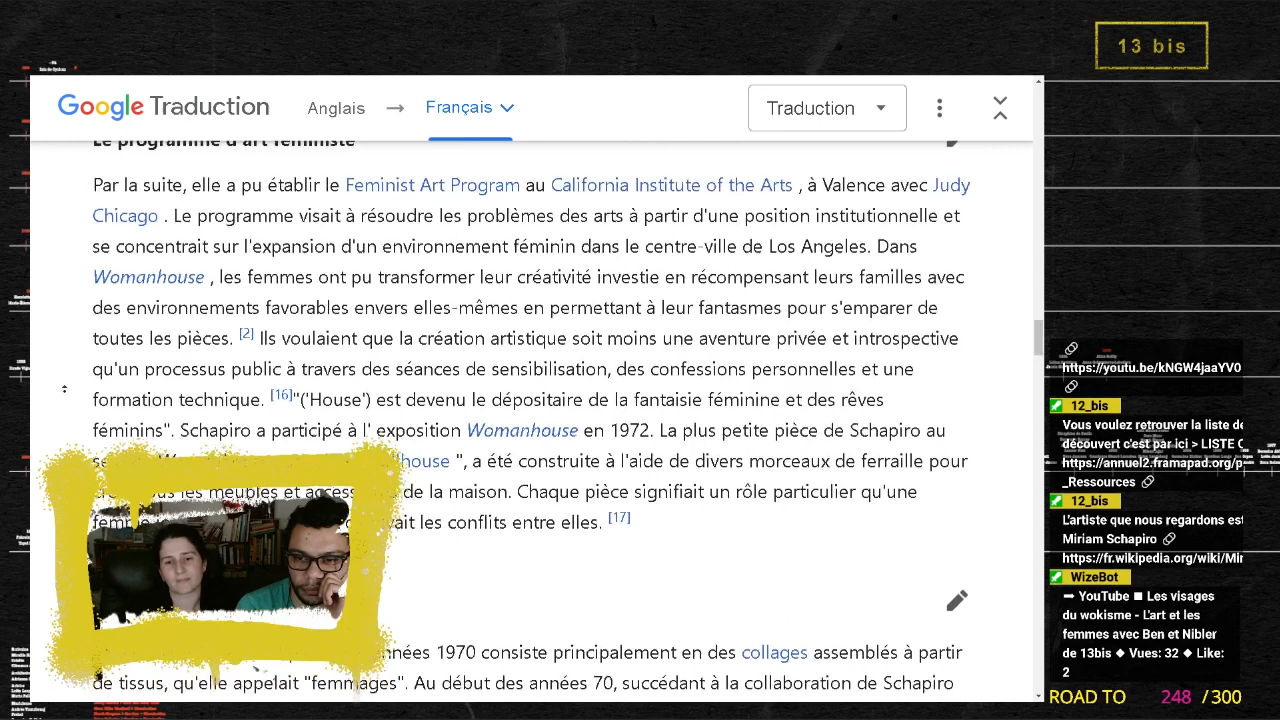 13 bis
Google Traduction
Anglais → Français
Traduction
Le programme d'art féministe
Par la suite, elle a pu établir le Feminist Art Program au California Institute of the Arts , à Valence avec Judy
Chicago . Le programme visait à résoudre les problèmes des arts à partir d'une position institutionnelle et
se concentrait sur l'expansion d'un environnement féminin dans le centre-ville de Los Angeles. Dans
Womanhouse , les femmes ont pu transformer leur créativité investie en récompensant leurs familles avec
des environnements favorables envers elles-mêmes en permettant à leur fantasmes pour s'emparer de
toutes les pièces. [2] Ils voulaient que la création artistique soit moins une aventure privée et introspective
qu'un processus public à travers des séances de sensibilisation, des confessions personnelles et une
formation technique. [16]"('House') est devenu le dépositaire de la fantaisie féminine et des rêves
féminins". Schapiro a participé à l' exposition Womanhouse en 1972. La plus petite pièce de Schapiro au
house ", a été construite à l'aide de divers morceaux de ferraille pour
les meubles et de la maison. Chaque pièce signifiait un rôle particulier qu'une
les conflits entre elles. [17]
années 1970 consiste principalement en des collages assemblés à partir
de tissus, qu'elle appelait "femmages". Au début des années 70, succédant à la collaboration de Schapiro
https://youtu.be/kNGW4jaaYV0
12_bis
Vous voulez retrouver la liste de
découvert c'est par ici > LISTE
https://annuel2.framapad.org/p
_Ressources
12_bis
L'artiste que nous regardons est
Miriam Schapiro
https://fr.wikipedia.org/wiki/Mir
WizeBot
➡ YouTube ■ Les visages
du wokisme - L'art et les
femmes avec Ben et Nibler
de 13bis ◆ Vues: 32 ◆ Like:
2
ROAD TO 248 / 300